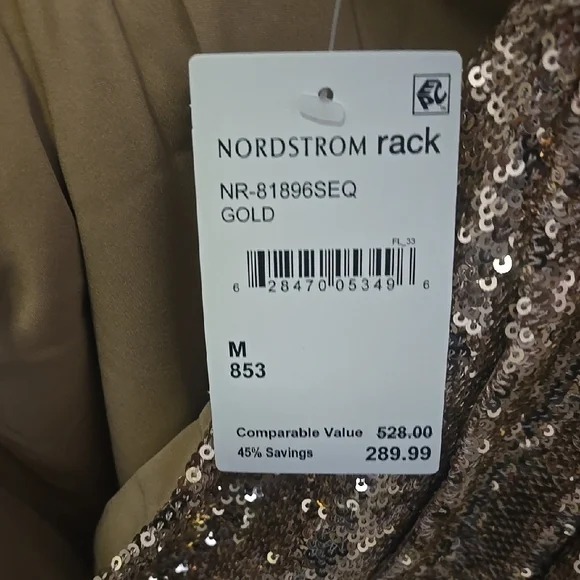 NORDSTROM rack
NR-81896SEQ
GOLD
FL_33
6 28470 05349 6
M
853
Comparable Value 528.00
45% Savings 289.99